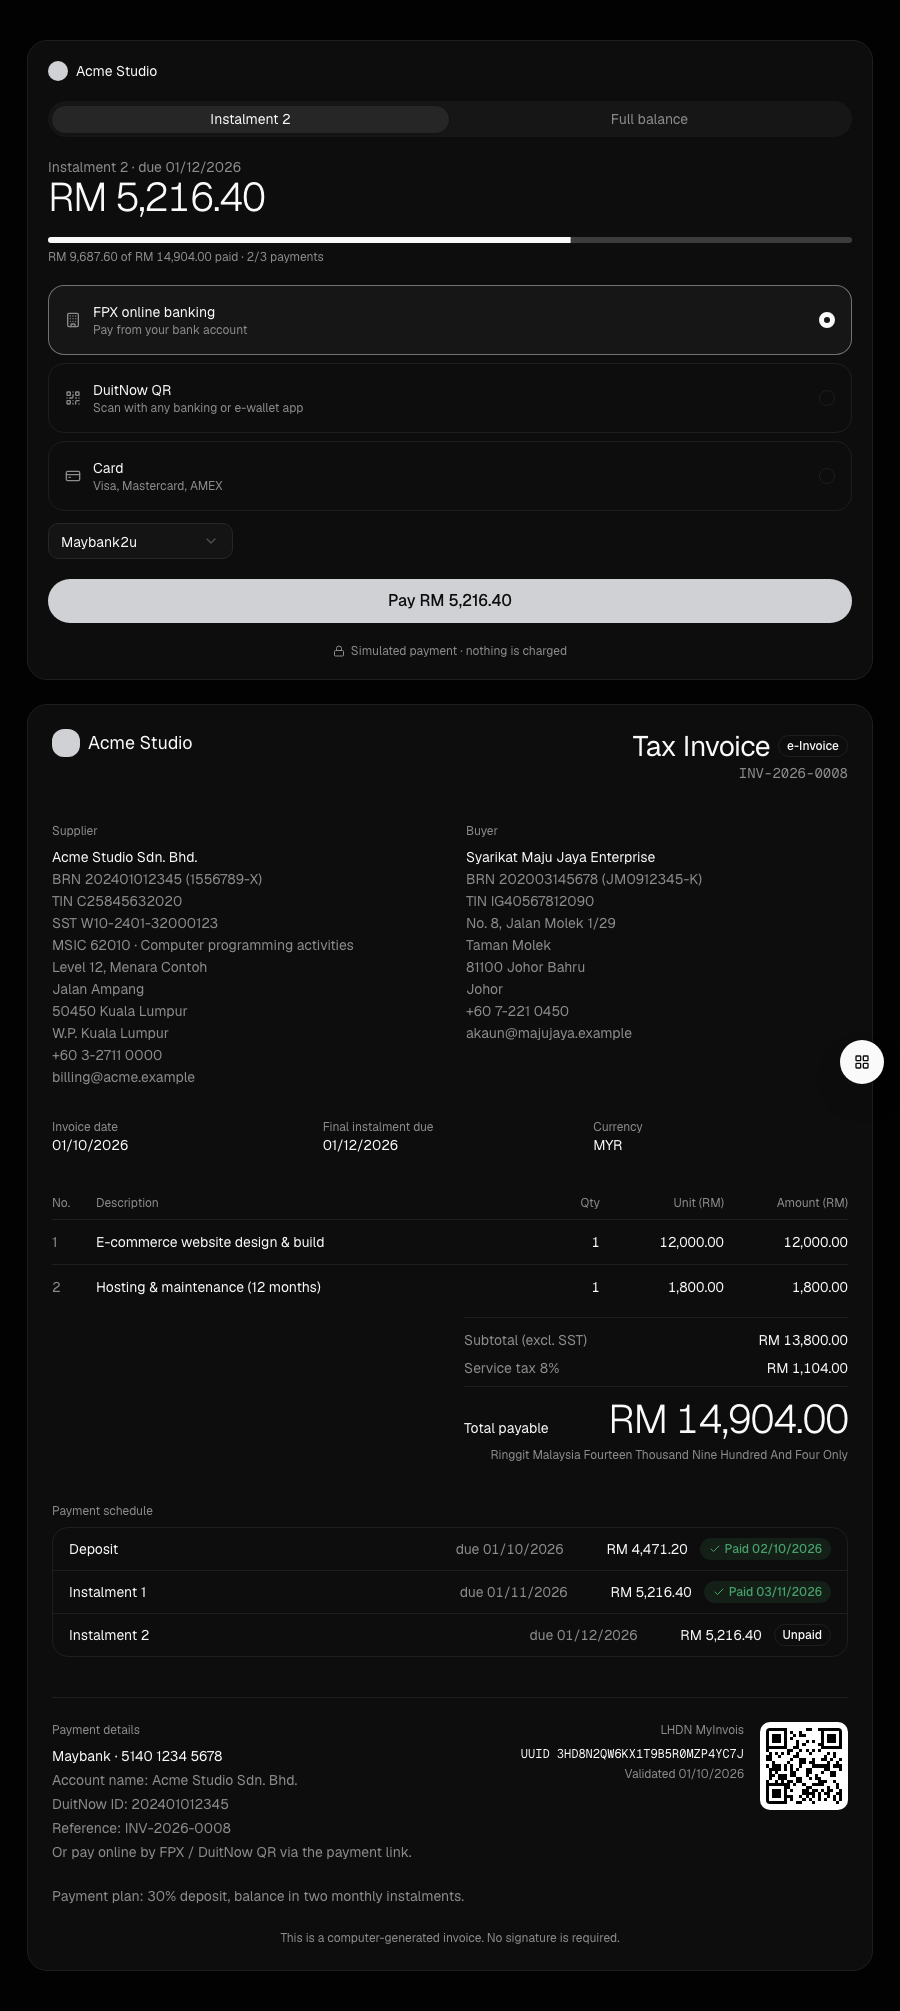 Acme Studio
Instalment 2
Full balance
Instalment 2 · due 01/12/2026
RM 5,216.40
RM 9,687.60 of RM 14,904.00 paid · 2/3 payments
FPX online banking
Pay from your bank account
DuitNow QR
Scan with any banking or e-wallet app
Card
Visa, Mastercard, AMEX
Maybank2u
Pay RM 5,216.40
Simulated payment · nothing is charged
Acme Studio
Tax Invoice e-Invoice
INV-2026-0008
Supplier
Acme Studio Sdn. Bhd.
BRN 202401012345 (1556789-X)
TIN C25845632020
SST W10-2401-32000123
MSIC 62010 · Computer programming activities
Level 12, Menara Contoh
Jalan Ampang
50450 Kuala Lumpur
W.P. Kuala Lumpur
+60 3-2711 0000
billing@acme.example
Buyer
Syarikat Maju Jaya Enterprise
BRN 202003145678 (JM0912345-K)
TIN IG40567812090
No. 8, Jalan Molek 1/29
Taman Molek
81100 Johor Bahru
Johor
+60 7-221 0450
akaun@majujaya.example
Invoice date
01/10/2026
Final instalment due
01/12/2026
Currency
MYR
No. Description Qty Unit (RM) Amount (RM)
1 E-commerce website design & build 1 12,000.00 12,000.00
2 Hosting & maintenance (12 months) 1 1,800.00 1,800.00
Subtotal (excl. SST) RM 13,800.00
Service tax 8% RM 1,104.00
Total payable RM 14,904.00
Ringgit Malaysia Fourteen Thousand Nine Hundred And Four Only
Payment schedule
Deposit due 01/10/2026 RM 4,471.20 Paid 02/10/2026
Instalment 1 due 01/11/2026 RM 5,216.40 Paid 03/11/2026
Instalment 2 due 01/12/2026 RM 5,216.40 Unpaid
Payment details
Maybank · 5140 1234 5678
Account name: Acme Studio Sdn. Bhd.
DuitNow ID: 202401012345
Reference: INV-2026-0008
Or pay online by FPX / DuitNow QR via the payment link.
LHDN MyInvois
UUID 3HD8N2QW6KX1T9B5R0MZP4YC7J
Validated 01/10/2026
Payment plan: 30% deposit, balance in two monthly instalments.
This is a computer-generated invoice. No signature is required.